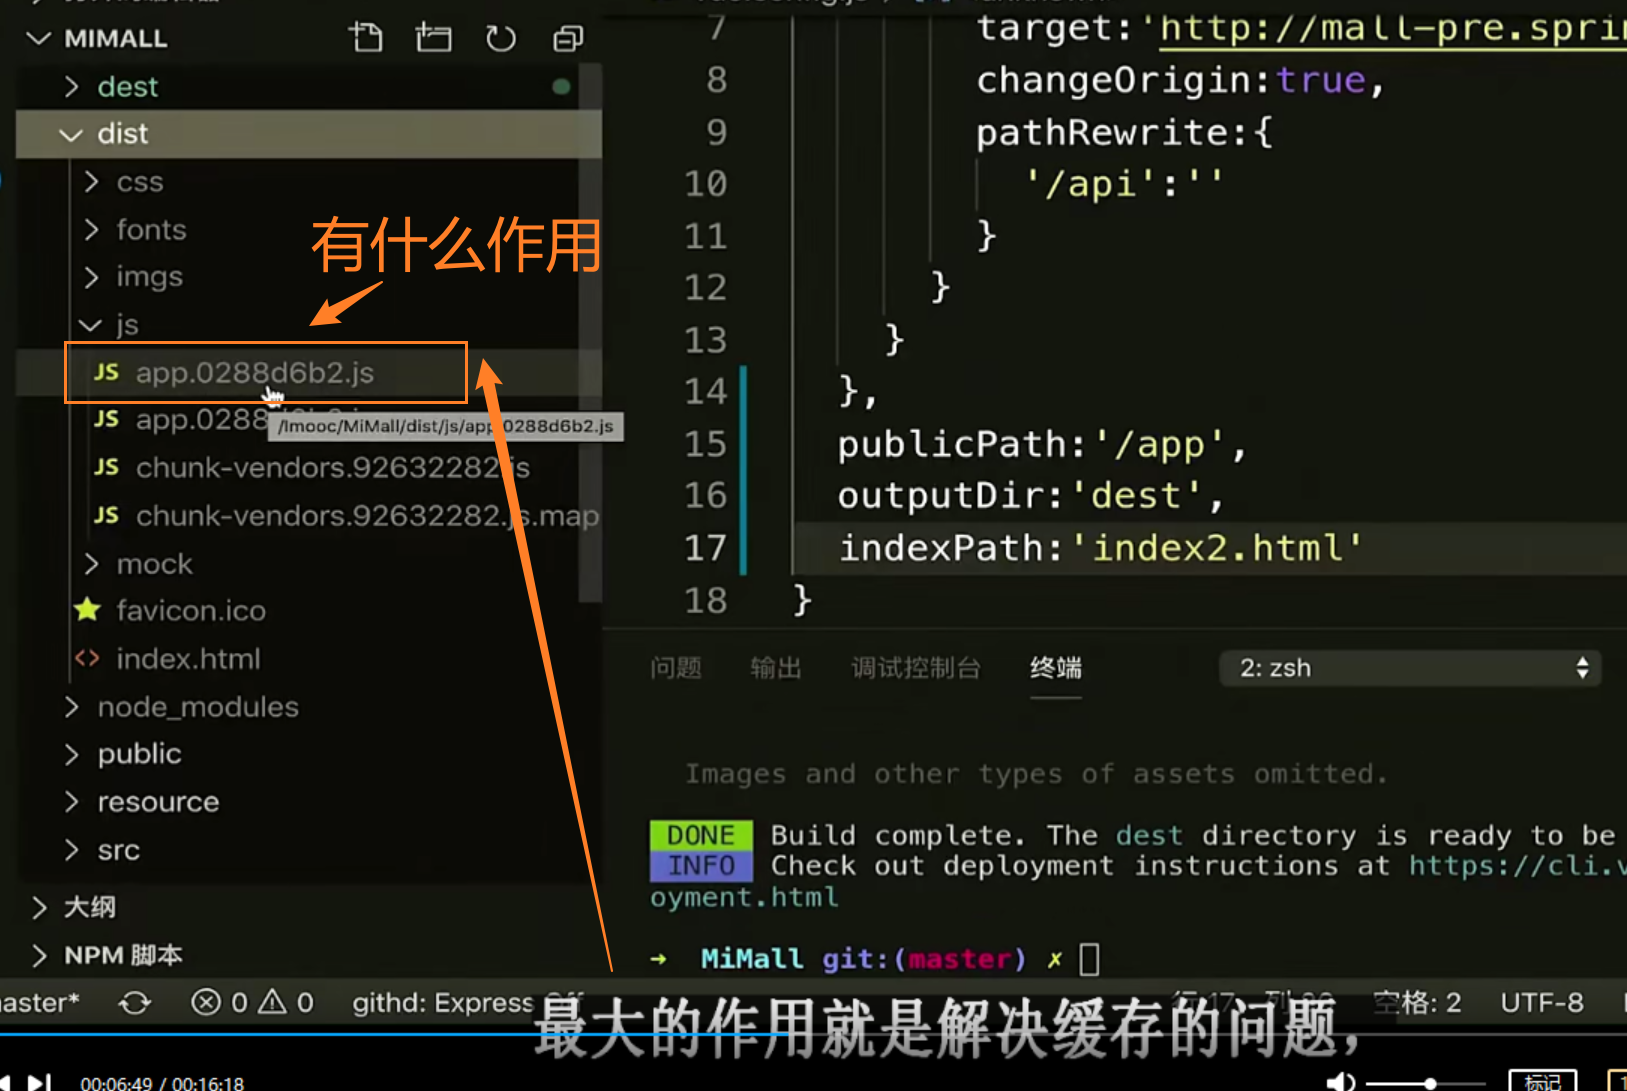 MIMALL
dest
dist
css
fonts
imgs
js
JS app.0288d6b2.js
JS app.0288
/Imooc/MiMall/dist/js/app.0288d6b2.js
JS chunk-vendors.92632282.js
JS chunk-vendors.92632282.js.map
mock
favicon.ico
<> index.html
node_modules
public
resource
src
大纲
NPM 脚本
有什么作用
7 target:'http://mall-pre.sprin
8 changeOrigin:true,
9 pathRewrite:{
10 '/api':''
11 }
12 }
13 }
14 },
15 publicPath:'/app',
16 outputDir:'dest',
17 indexPath:'index2.html'
18 }
问题 输出 调试控制台 终端 2: zsh
Images and other types of assets omitted.
DONE Build complete. The dest directory is ready to be
INFO Check out deployment instructions at https://cli.v
oyment.html
→ MiMall git:(master) ✗
aster* 0 0 githd: Express Off 空格: 2 UTF-8
最大的作用就是解决缓存的问题，
00:06:49 / 00:16:18 标记